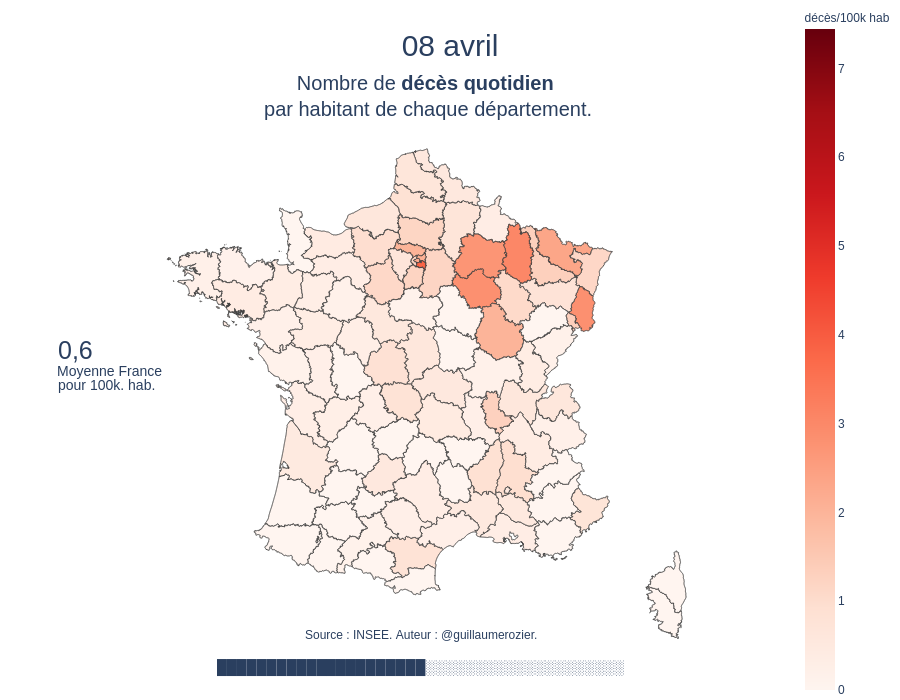 décès/100k hab
08 avril
Nombre de décès quotidien
par habitant de chaque département.
7
6
5
4
3
2
1
0
0,6
Moyenne France
pour 100k. hab.
Source : INSEE. Auteur : @guillaumerozier.